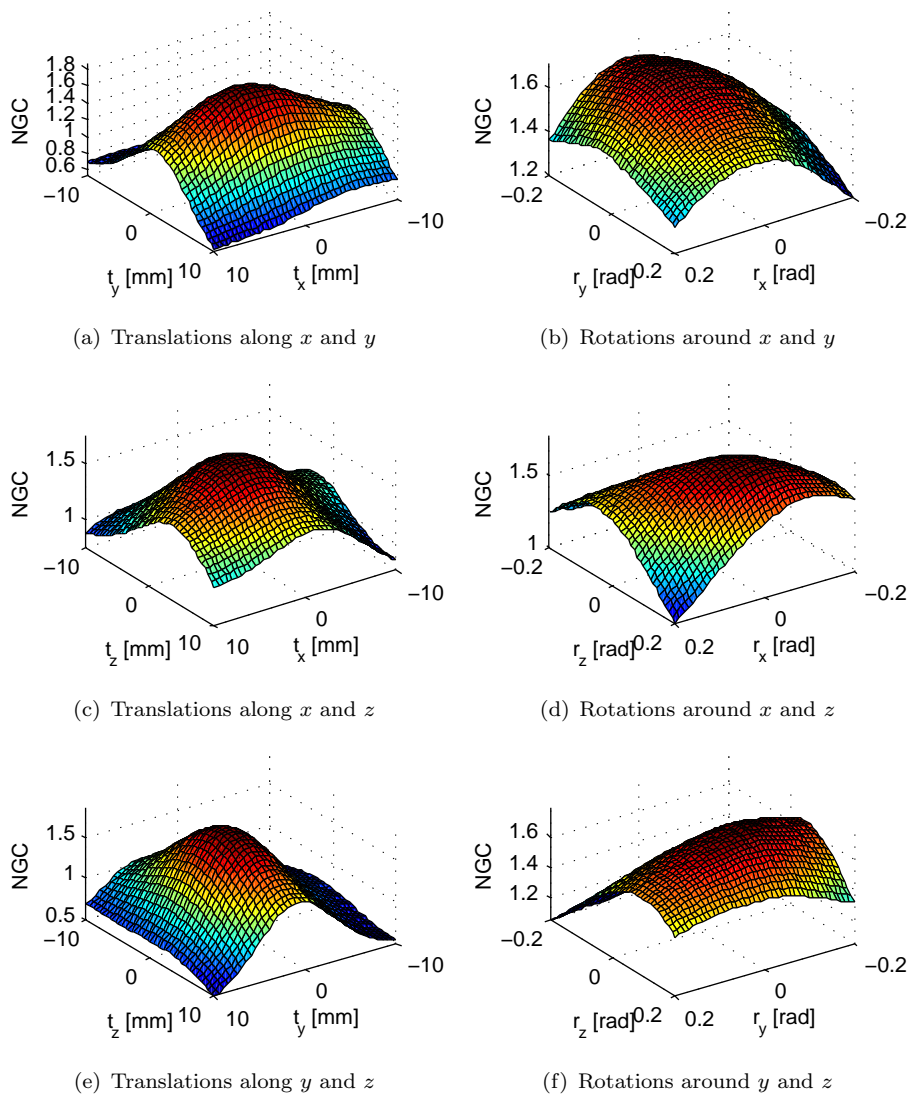 1.8
1.6
1.4
1.2
1
0.8
0.6
NGC
−10
0
10
t_y [mm]
10
0
−10
t_x [mm]
(a) Translations along x and y
1.6
1.4
1.2
NGC
−0.2
0
0.2
r_y [rad]
0.2
0
−0.2
r_x [rad]
(b) Rotations around x and y
1.5
1
NGC
−10
0
10
t_z [mm]
10
0
−10
t_x [mm]
(c) Translations along x and z
1.5
1
NGC
−0.2
0
0.2
r_z [rad]
0.2
0
−0.2
r_x [rad]
(d) Rotations around x and z
1.5
1
0.5
NGC
−10
0
10
t_z [mm]
10
0
−10
t_y [mm]
(e) Translations along y and z
1.6
1.4
1.2
NGC
−0.2
0
0.2
r_z [rad]
0.2
0
−0.2
r_y [rad]
(f) Rotations around y and z